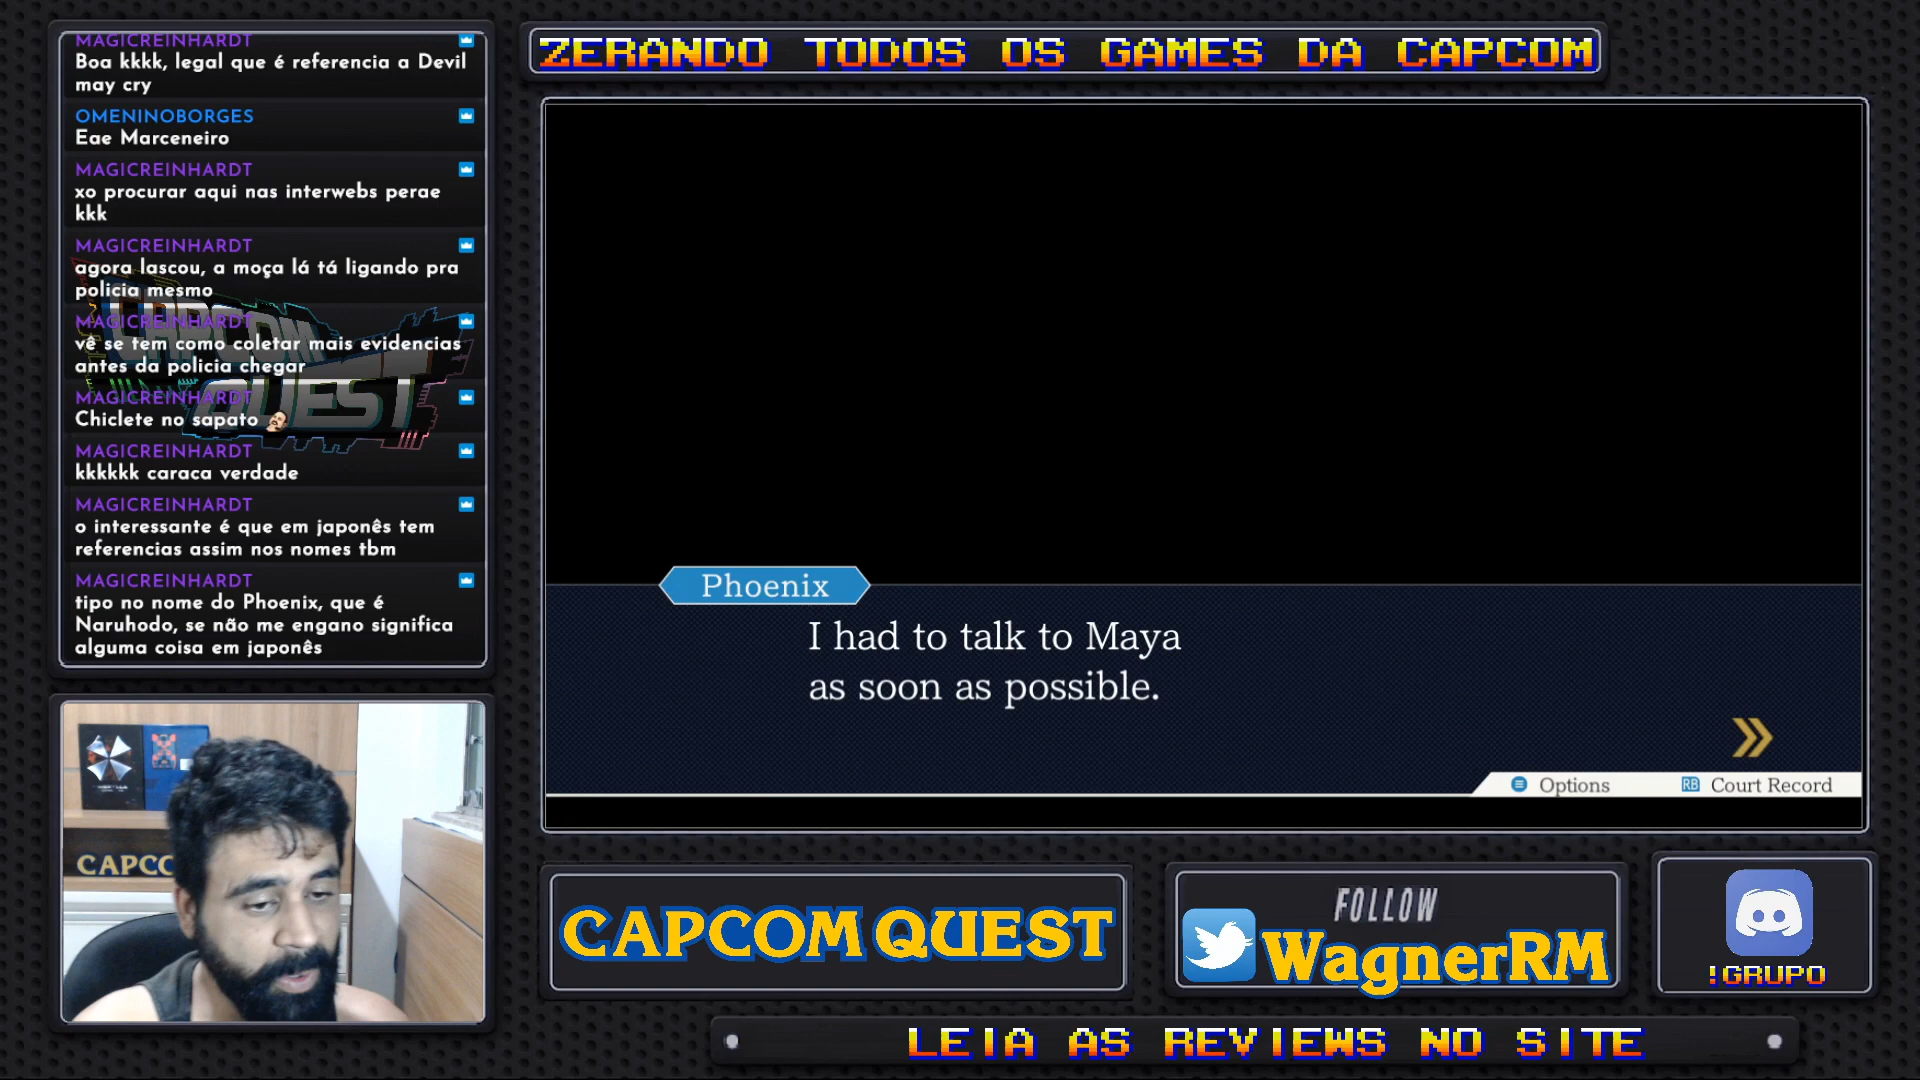 ZERANDO TODOS OS GAMES DA CAPCOM
MAGICREINHARDT
Boa kkkk, legal que é referencia a Devil
may cry
OMENINOBORGES
Eae Marceneiro
MAGICREINHARDT
xo procurar aqui nas interwebs perae
kkk
MAGICREINHARDT
agora lascou, a moça lá tá ligando pra
policia mesmo
MAGICREINHARDT
vê se tem como coletar mais evidencias
antes da policia chegar
MAGICREINHARDT
Chiclete no sapato
MAGICREINHARDT
kkkkkk caraca verdade
MAGICREINHARDT
o interessante é que em japonês tem
referencias assim nos nomes tbm
MAGICREINHARDT
tipo no nome do Phoenix, que é
Naruhodo, se não me engano significa
alguma coisa em japonês
CAPCOM
QUEST
Phoenix
I had to talk to Maya
as soon as possible.
Options
RB Court Record
CAPCO
CAPCOM QUEST
FOLLOW
WagnerRM
!GRUPO
LEIA AS REVIEWS NO SITE